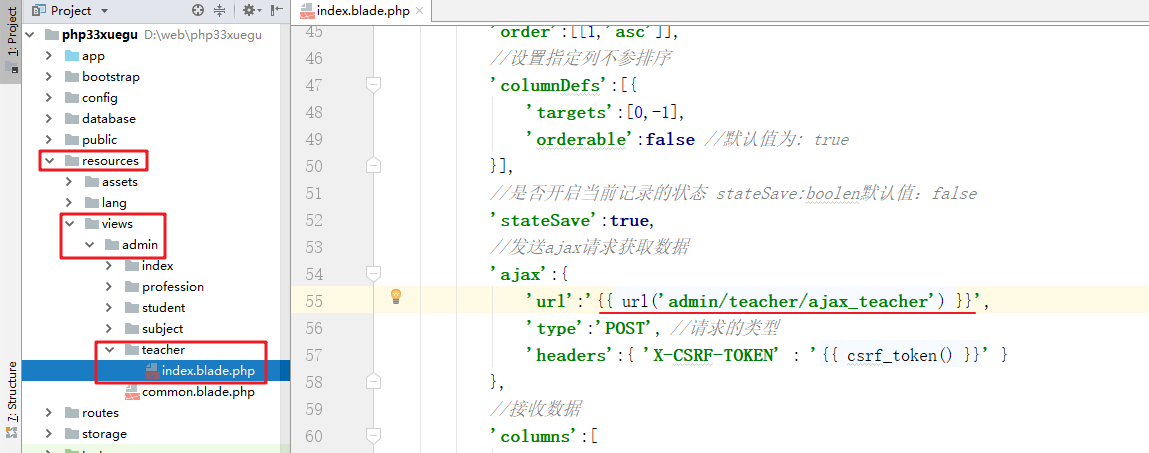 1: Project
7: Structure
Project
php33xuegu D:\web\php33xuegu
app
bootstrap
config
database
public
resources
assets
lang
views
admin
index
profession
student
subject
teacher
index.blade.php
common.blade.php
routes
storage
index.blade.php
45 'order':[[1,'asc']],
46 //设置指定列不参排序
47 'columnDefs':[{
48 'targets':[0,-1],
49 'orderable':false //默认值为: true
50 }],
51 //是否开启当前记录的状态 stateSave:boolen默认值: false
52 'stateSave':true,
53 //发送ajax请求获取数据
54 'ajax':{
55 'url':'{{ url('admin/teacher/ajax_teacher') }}',
56 'type':'POST', //请求的类型
57 'headers':{ 'X-CSRF-TOKEN' : '{{ csrf_token() }}' }
58 },
59 //接收数据
60 'columns':[